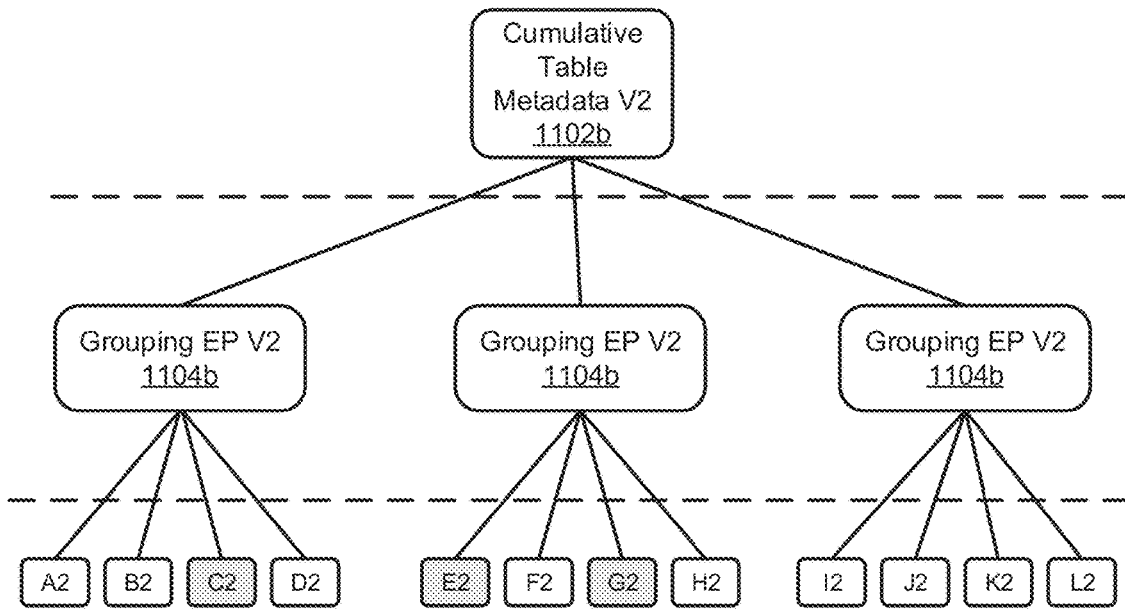 Cumulative
Table
Metadata V2
1102b
Grouping EP V2
1104b
Grouping EP V2
1104b
Grouping EP V2
1104b
A2 B2 C2 D2 E2 F2 G2 H2 I2 J2 K2 L2